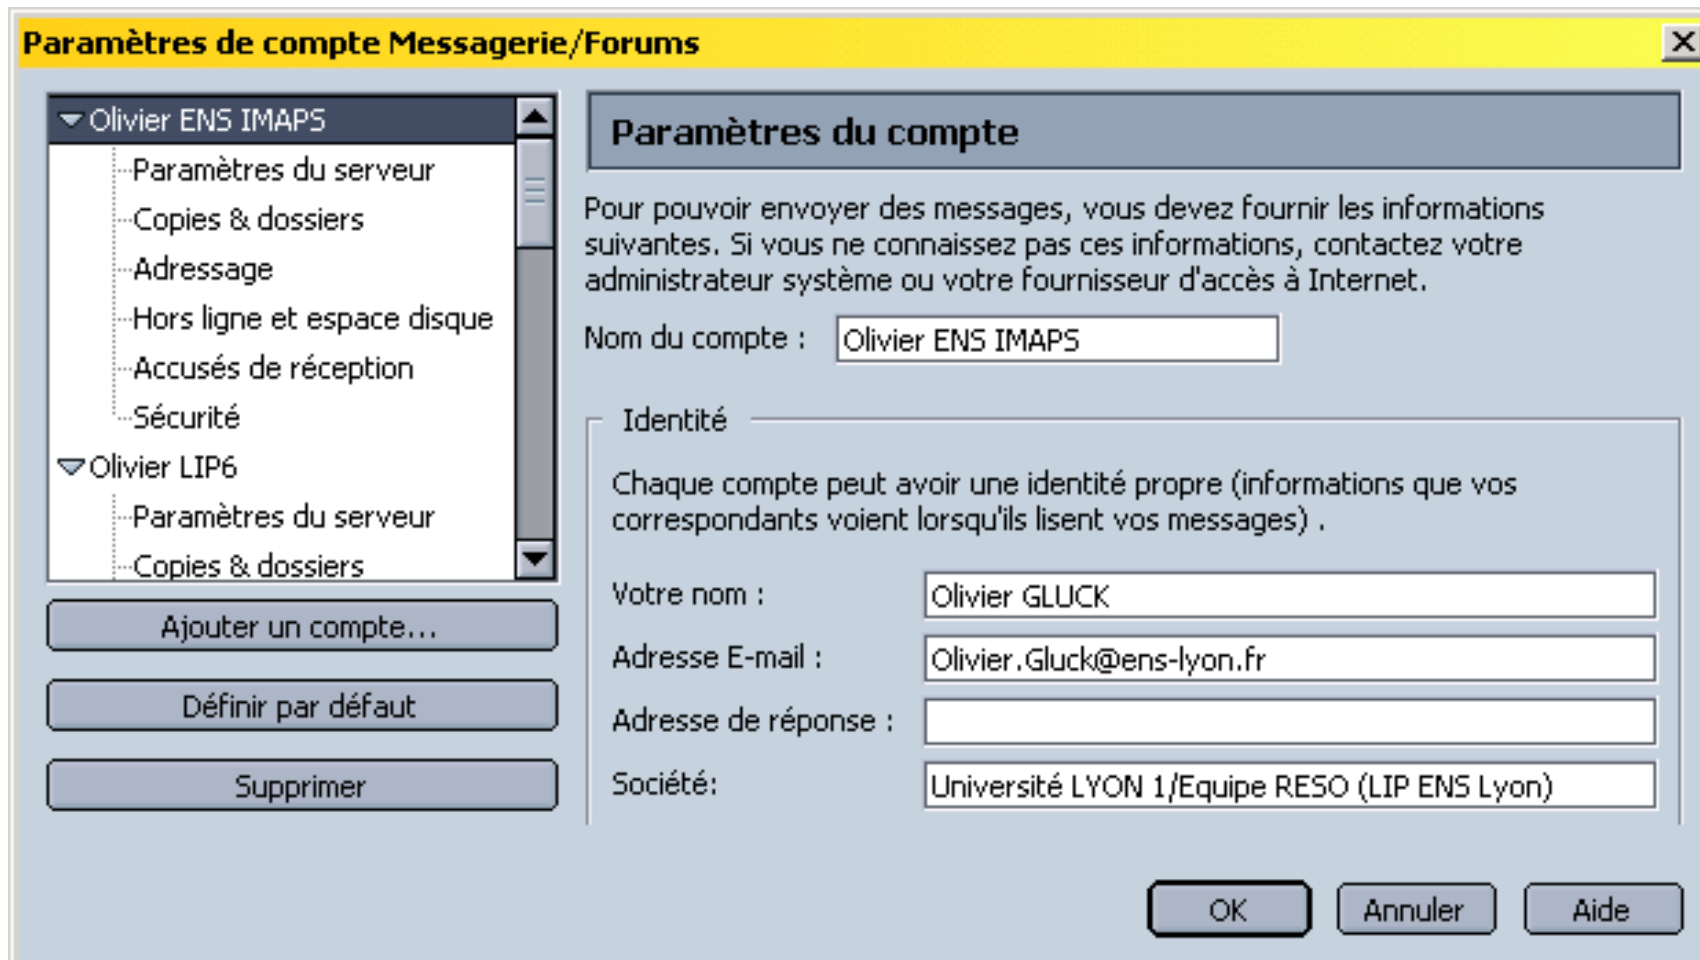 Paramètres de compte Messagerie/Forums
Olivier ENS IMAPS
Paramètres du serveur
Copies & dossiers
Adressage
Hors ligne et espace disque
Accusés de réception
Sécurité
Olivier LIP6
Paramètres du serveur
Copies & dossiers
Ajouter un compte...
Définir par défaut
Supprimer
Paramètres du compte
Pour pouvoir envoyer des messages, vous devez fournir les informations
suivantes. Si vous ne connaissez pas ces informations, contactez votre
administrateur système ou votre fournisseur d'accès à Internet.
Nom du compte : Olivier ENS IMAPS
Identité
Chaque compte peut avoir une identité propre (informations que vos
correspondants voient lorsqu'ils lisent vos messages) .
Votre nom : Olivier GLUCK
Adresse E-mail : Olivier.Gluck@ens-lyon.fr
Adresse de réponse :
Société: Université LYON 1/Equipe RESO (LIP ENS Lyon)
OK Annuler Aide